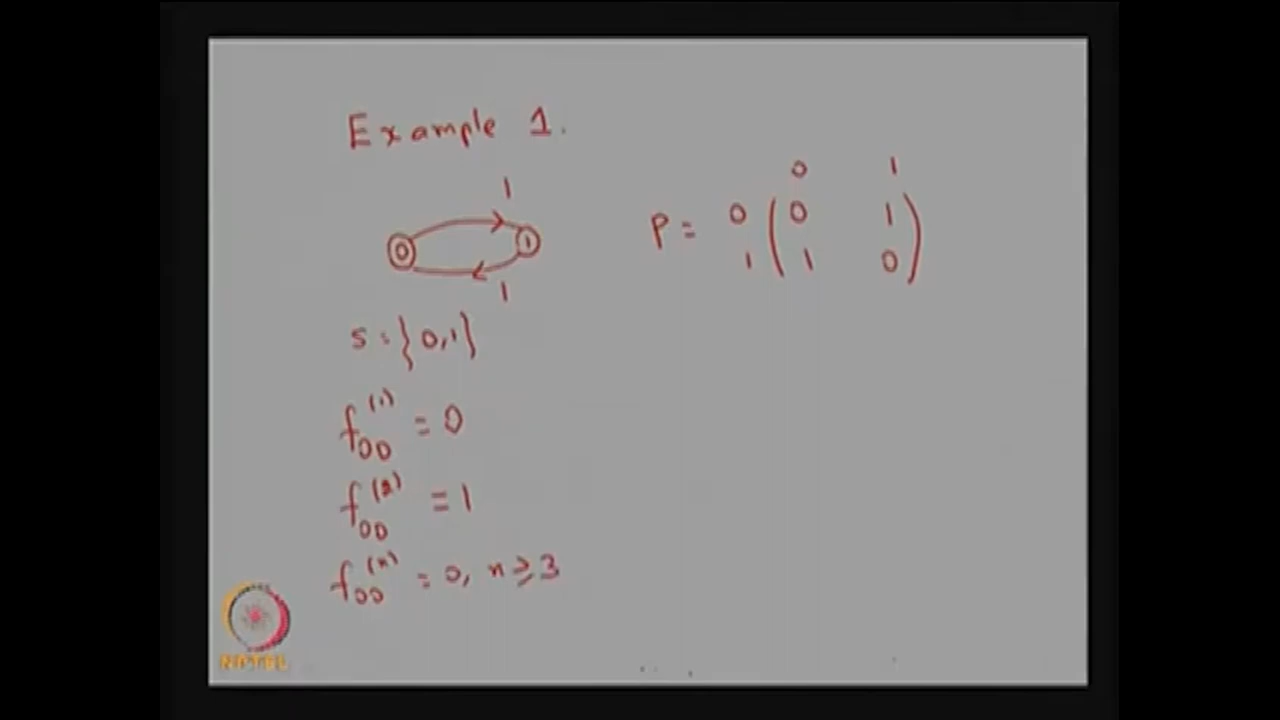 Example 1.
1
0 1
1
P = 0 1
0 ( 0 1
1 1 0 )
S = { 0, 1 }
f₀₀⁽¹⁾ = 0
f₀₀⁽²⁾ = 1
f₀₀⁽ⁿ⁾ = 0, n ≥ 3
NPTEL